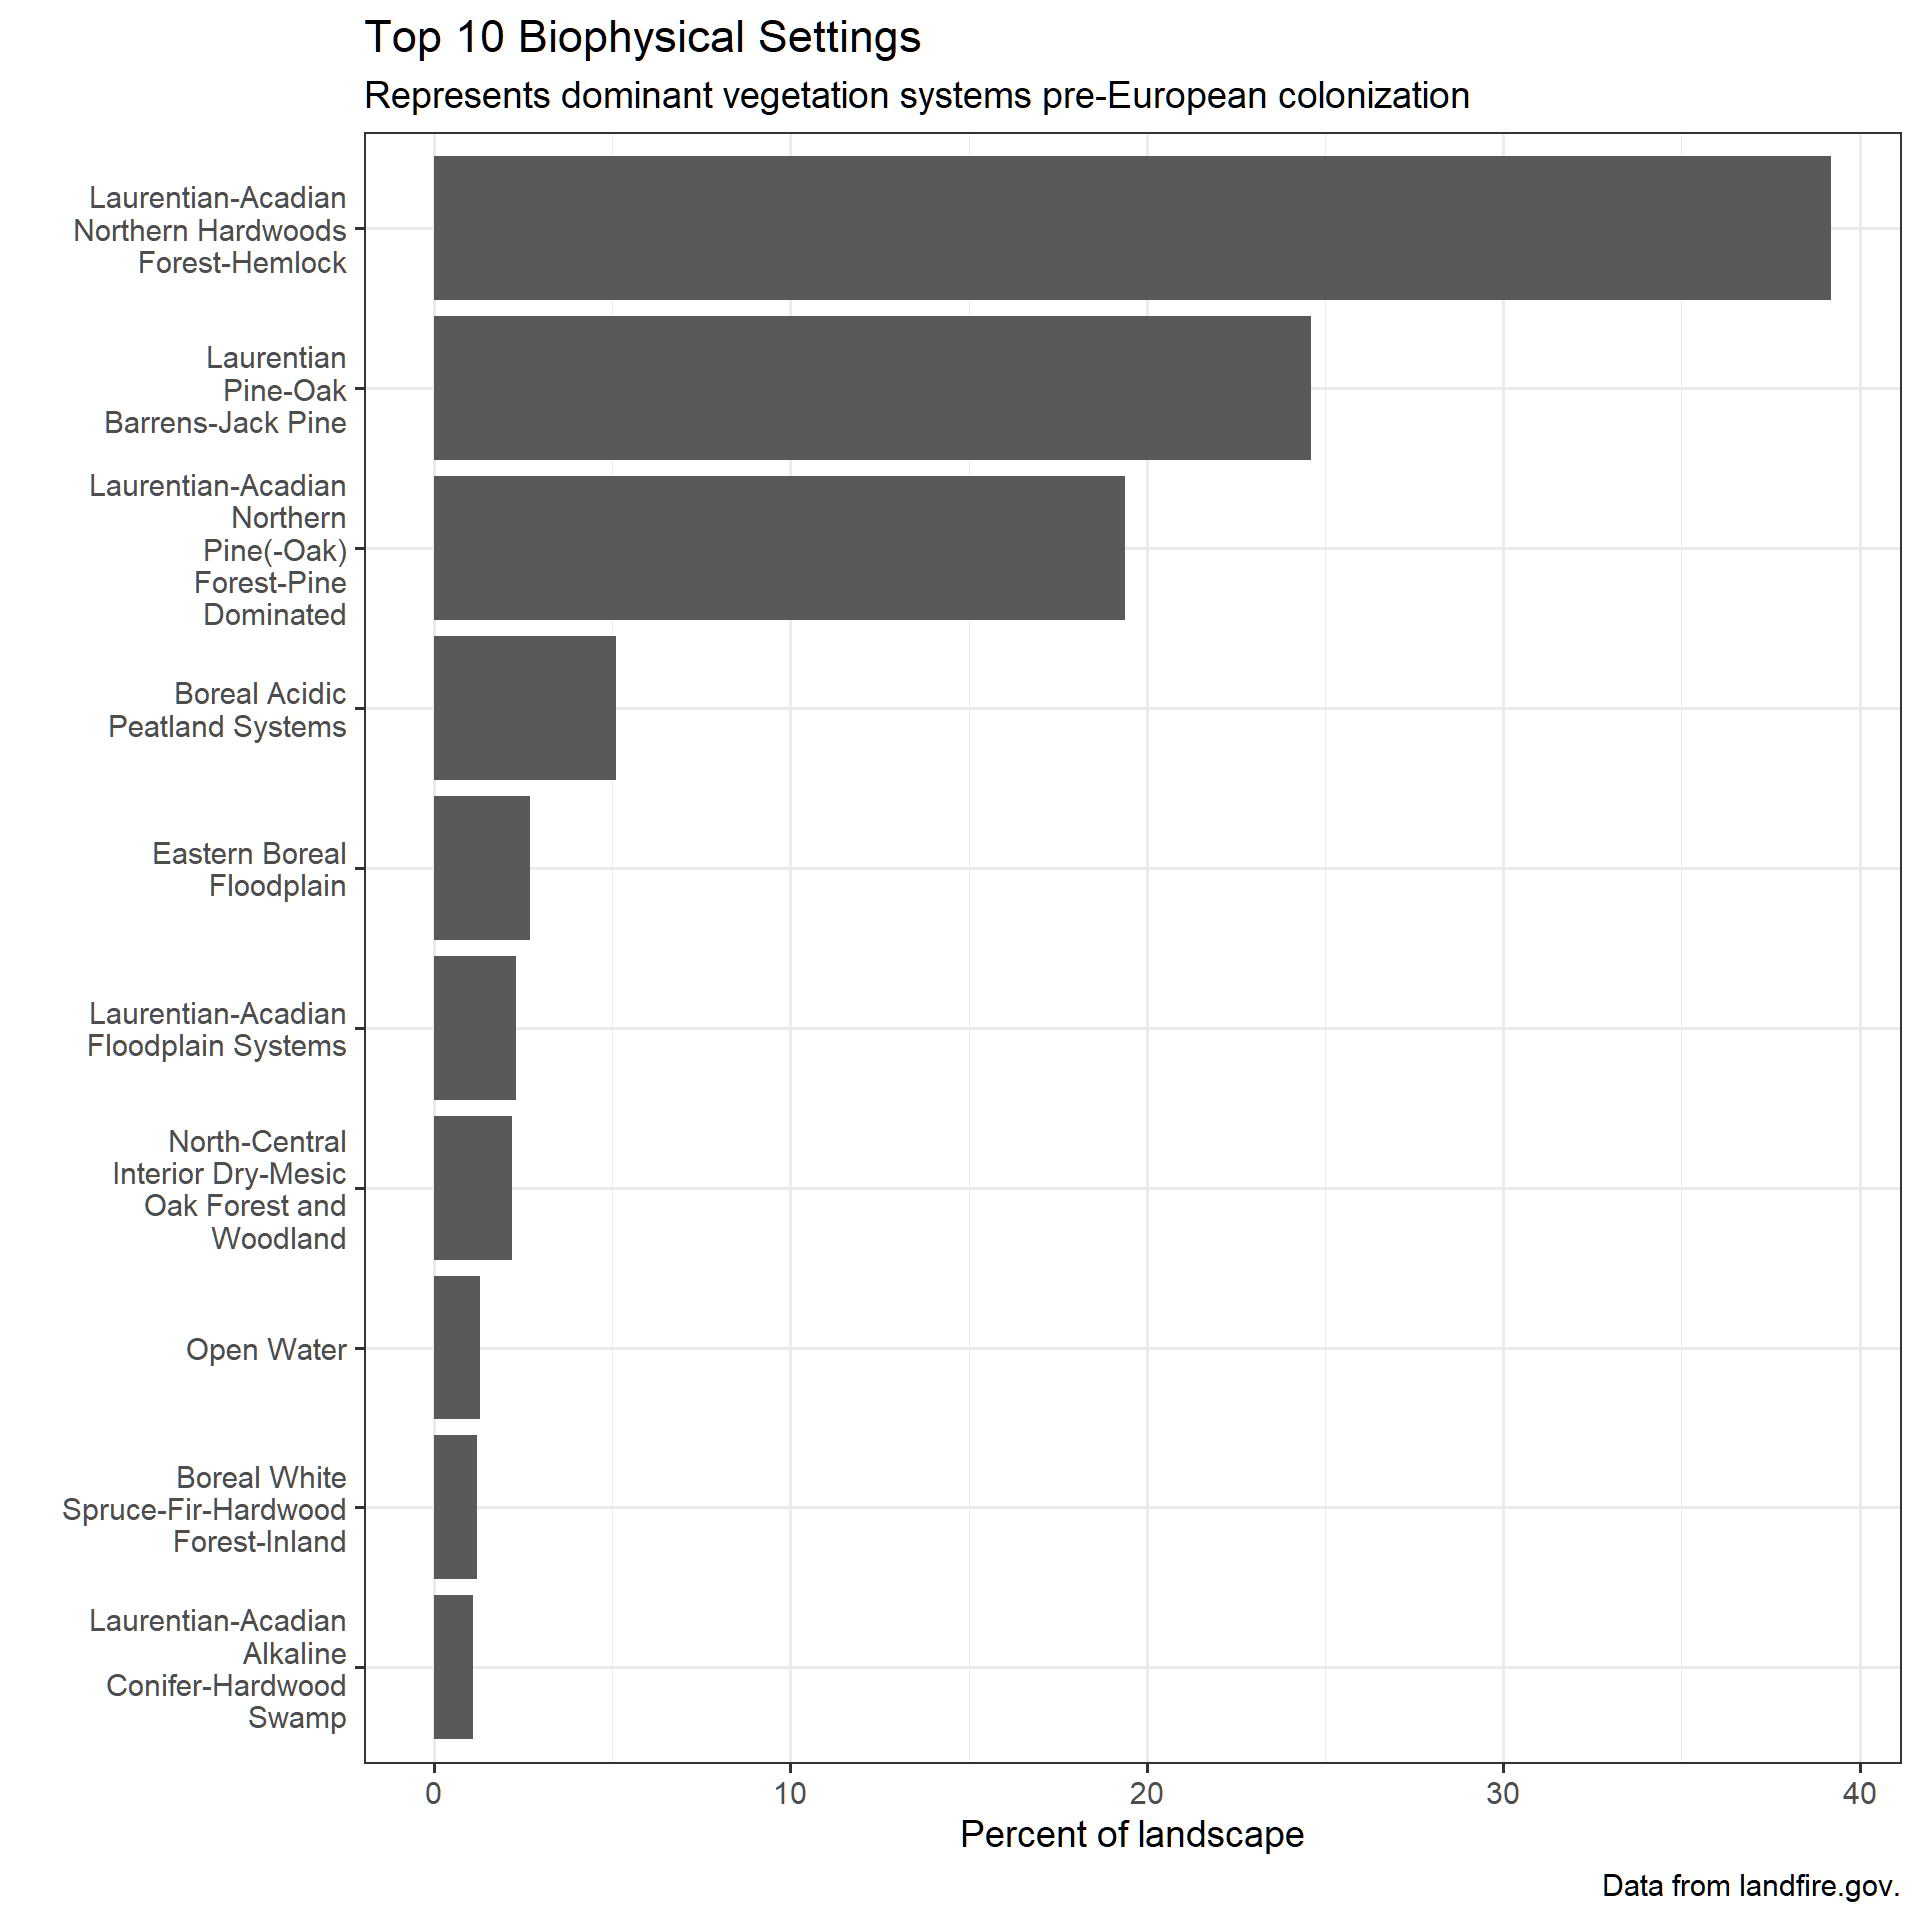 Top 10 Biophysical Settings
Represents dominant vegetation systems pre-European colonization
Laurentian-Acadian
Northern Hardwoods
Forest-Hemlock
Laurentian
Pine-Oak
Barrens-Jack Pine
Laurentian-Acadian
Northern
Pine(-Oak)
Forest-Pine
Dominated
Boreal Acidic
Peatland Systems
Eastern Boreal
Floodplain
Laurentian-Acadian
Floodplain Systems
North-Central
Interior Dry-Mesic
Oak Forest and
Woodland
Open Water
Boreal White
Spruce-Fir-Hardwood
Forest-Inland
Laurentian-Acadian
Alkaline
Conifer-Hardwood
Swamp
0 10 20 30 40
Percent of landscape
Data from landfire.gov.